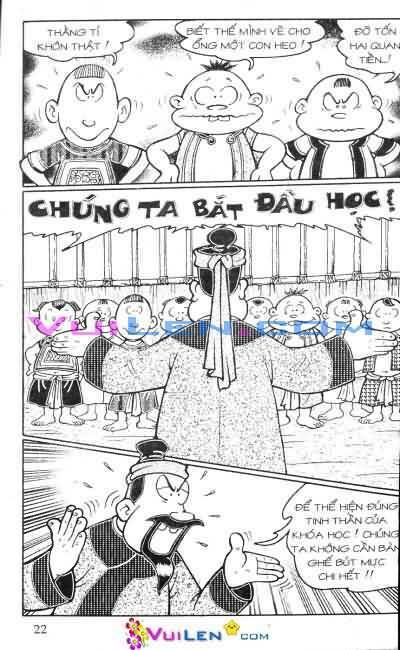 THẰNG TÍ
KHÔN THẬT !
BIẾT THẾ MÌNH VẼ CHO
ỔNG MỘT CON HEO !
ĐỠ TỐN
HAI QUAN
TIỀN..!
CHÚNG TA BẮT ĐẦU HỌC !
VUILEN.COM
ĐỂ THỂ HIỆN ĐÚNG
TINH THẦN CỦA
KHÓA HỌC ! CHÚNG
TA KHÔNG CẦN BÀN
GHẾ BÚT MỰC
CHI HẾT !!
22
VUILEN.COM